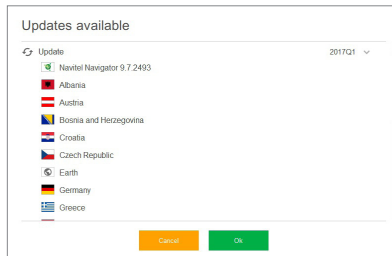 Updates available
Update 2017Q1
Navitel Navigator 9.7.2493
Albania
Austria
Bosnia and Herzegovina
Croatia
Czech Republic
Earth
Germany
Greece
Cancel Ok